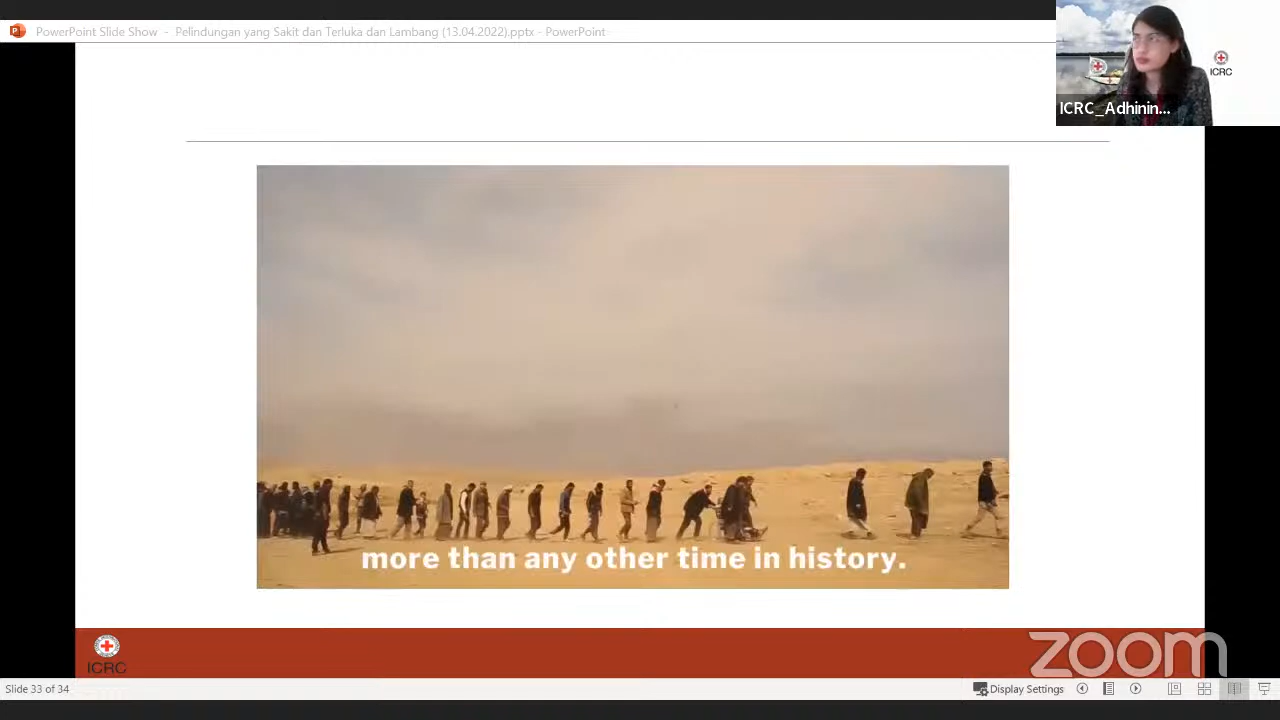 PowerPoint Slide Show - Pelindungan yang Sakit dan Terluka dan Lambang (13.04.2022).pptx - PowerPoint
ICRC
ICRC_Adhinin...
more than any other time in history.
ICRC
zoom
Slide 33 of 34
Display Settings